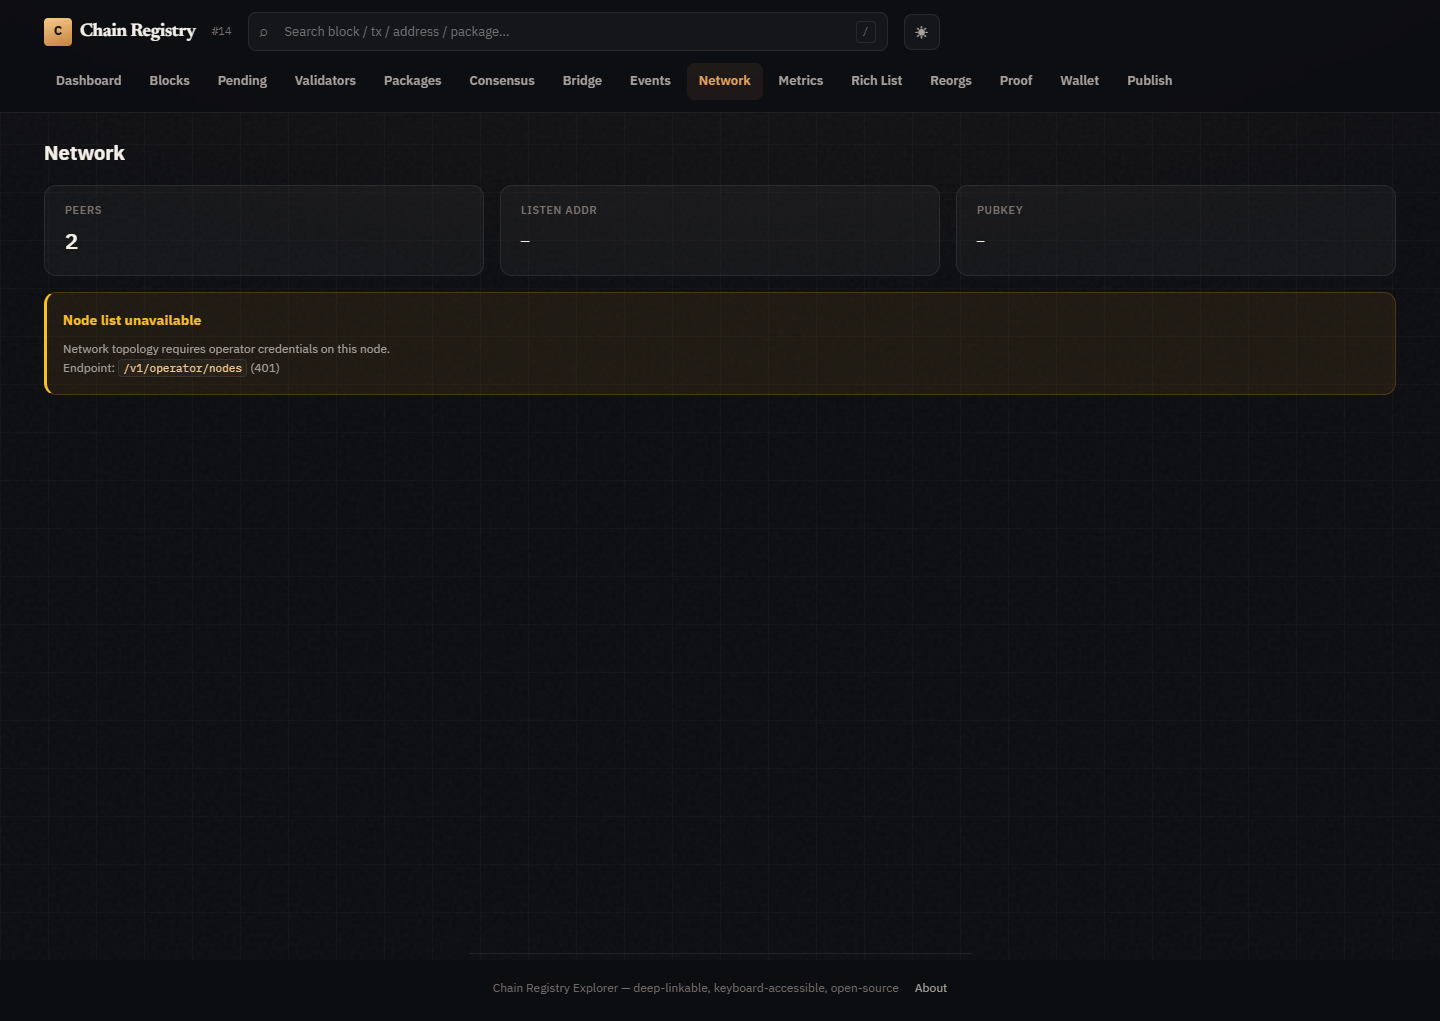 C Chain Registry #14 Search block / tx / address / package... /
Dashboard Blocks Pending Validators Packages Consensus Bridge Events Network Metrics Rich List Reorgs Proof Wallet Publish
Network
PEERS LISTEN ADDR PUBKEY
2 – –
Node list unavailable
Network topology requires operator credentials on this node.
Endpoint: /v1/operator/nodes (401)
Chain Registry Explorer — deep-linkable, keyboard-accessible, open-source About